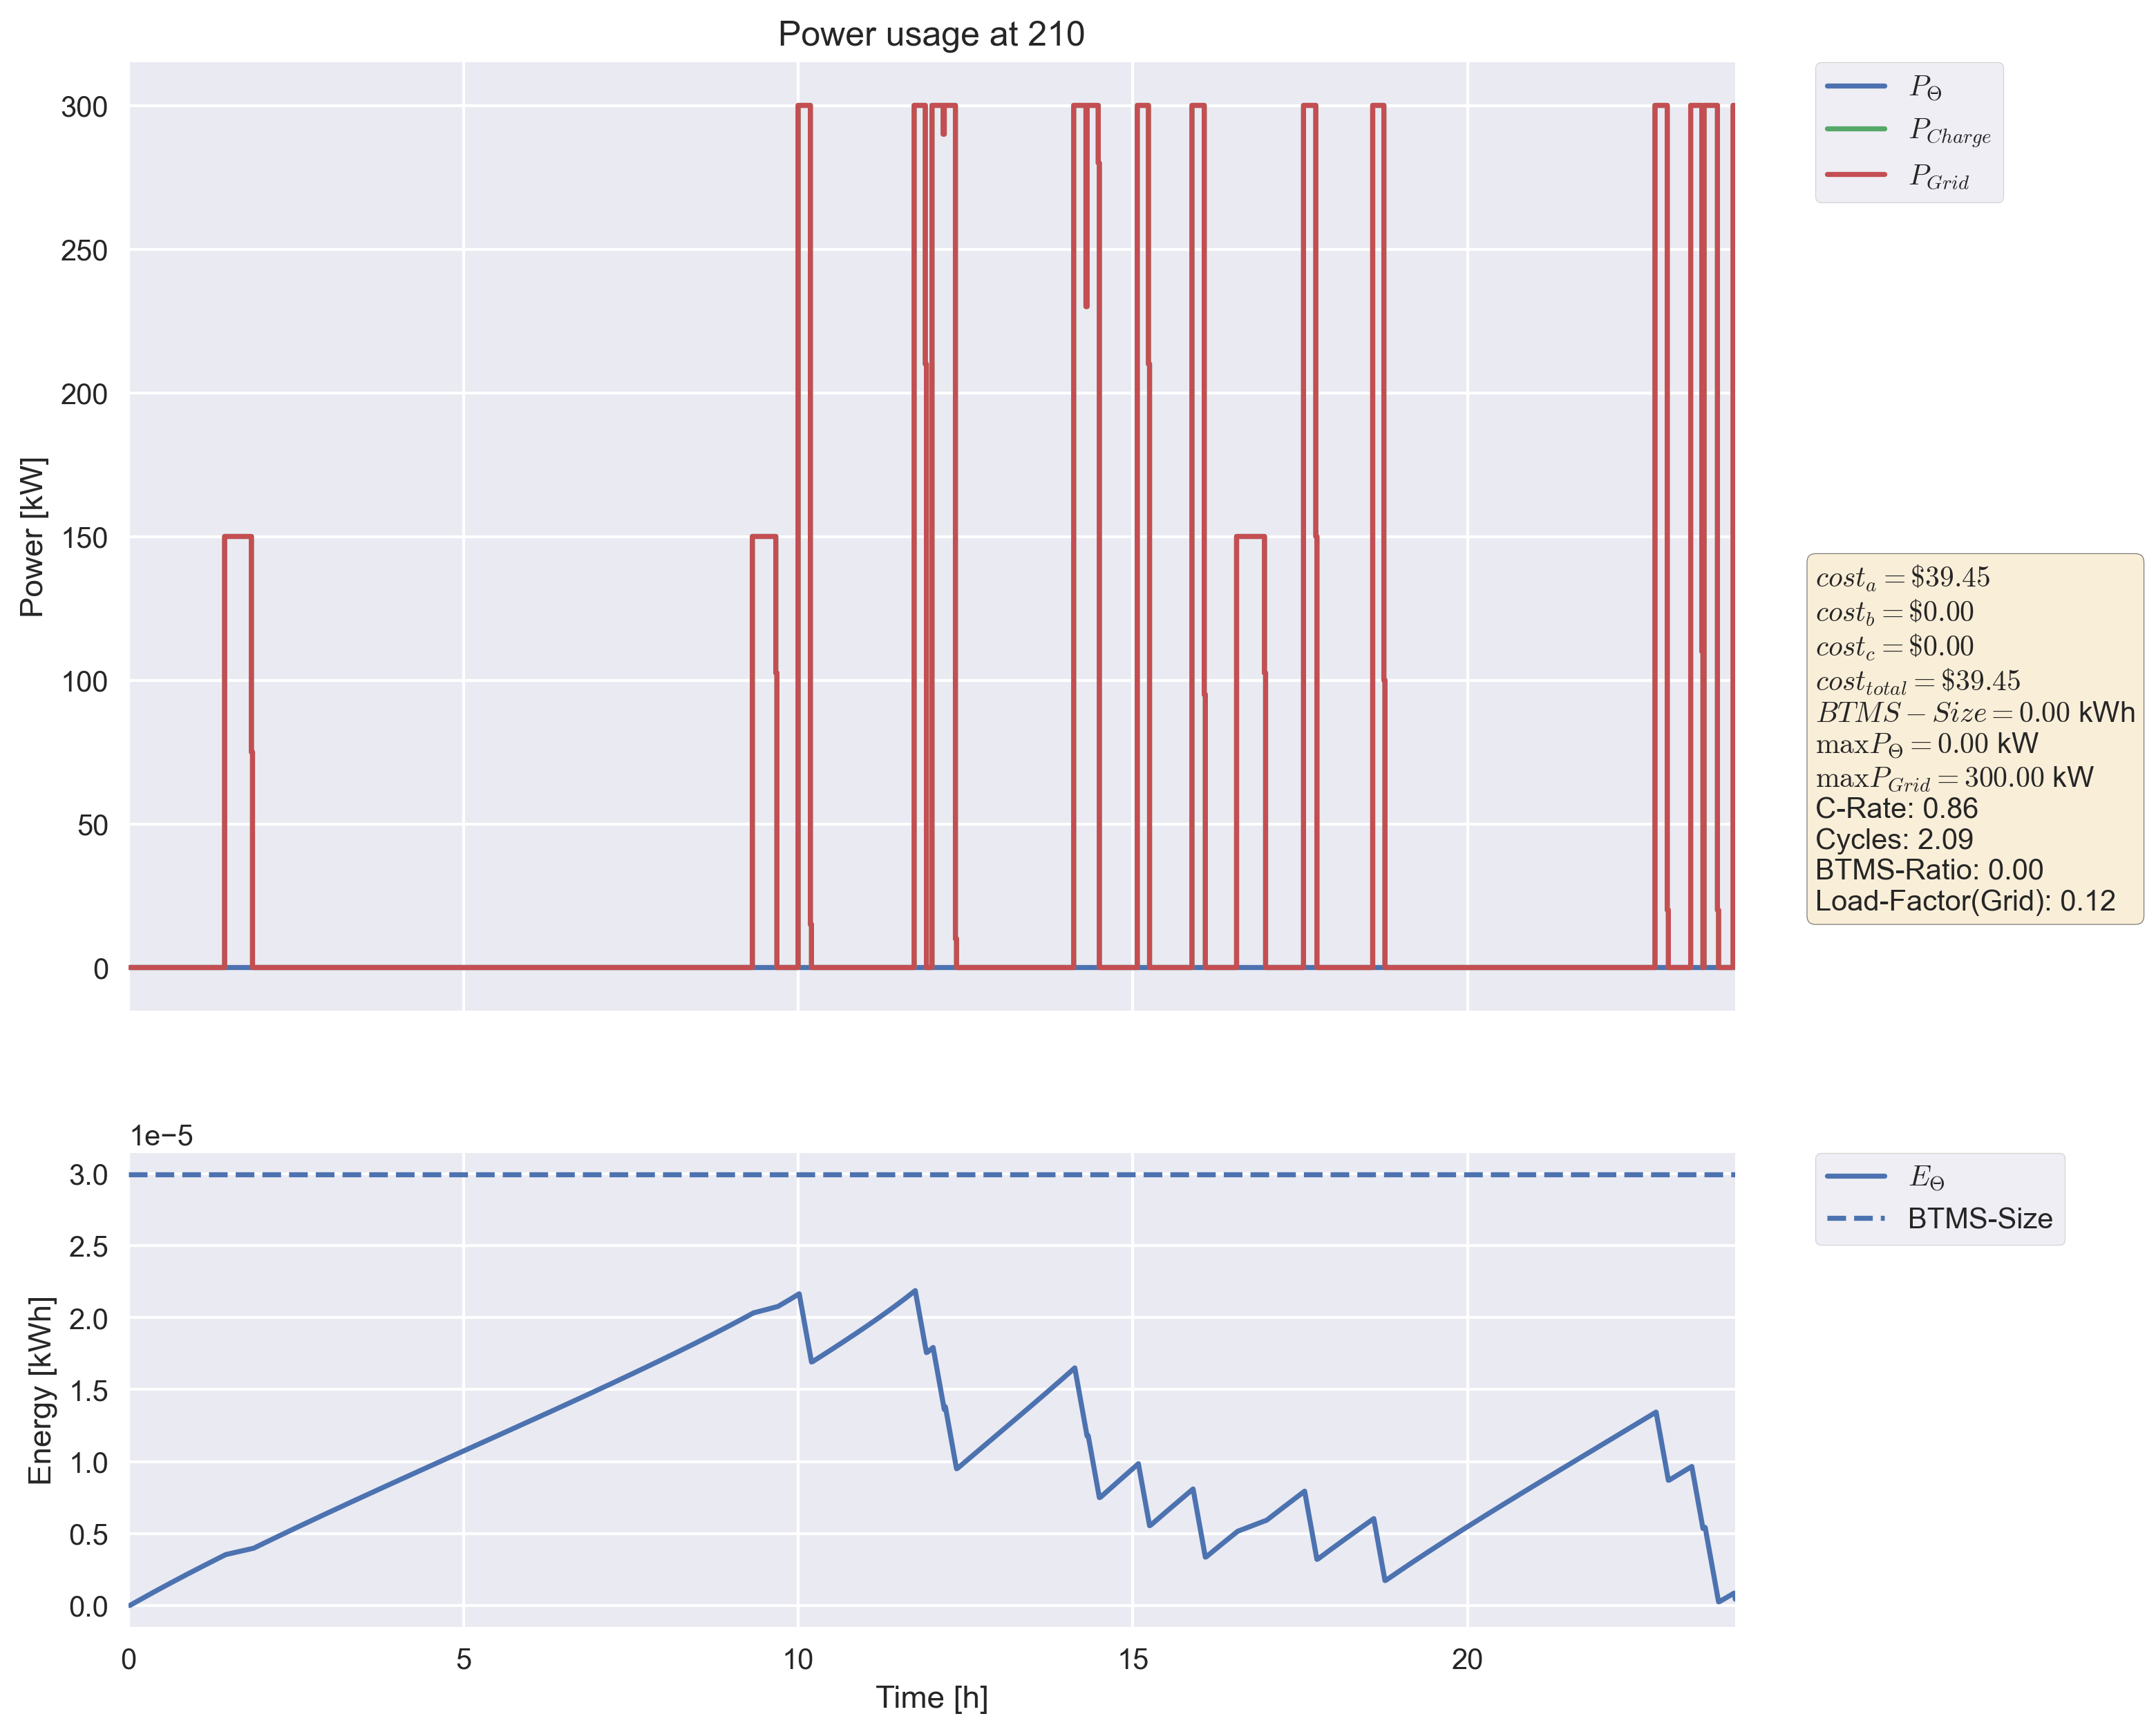 Power usage at 210
300
250
200
150
100
50
0
Power [kW]
P_Θ
P_Charge
P_Grid
cost_a = $39.45
cost_b = $0.00
cost_c = $0.00
cost_total = $39.45
BTMS − Size = 0.00 kWh
maxP_Θ = 0.00 kW
maxP_Grid = 300.00 kW
C-Rate: 0.86
Cycles: 2.09
BTMS-Ratio: 0.00
Load-Factor(Grid): 0.12
1e−5
3.0
2.5
2.0
1.5
1.0
0.5
0.0
Energy [kWh]
E_Θ
BTMS-Size
0 5 10 15 20
Time [h]